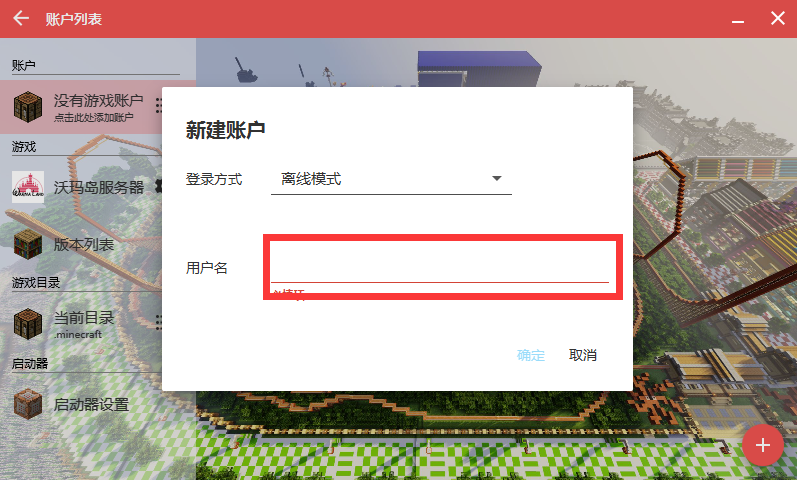 账户列表
账户
没有游戏账户
点击此处添加账户
游戏
沃玛岛服务器
版本列表
游戏目录
当前目录
.minecraft
启动器
启动器设置
新建账户
登录方式
离线模式
用户名
必填项
确定
取消